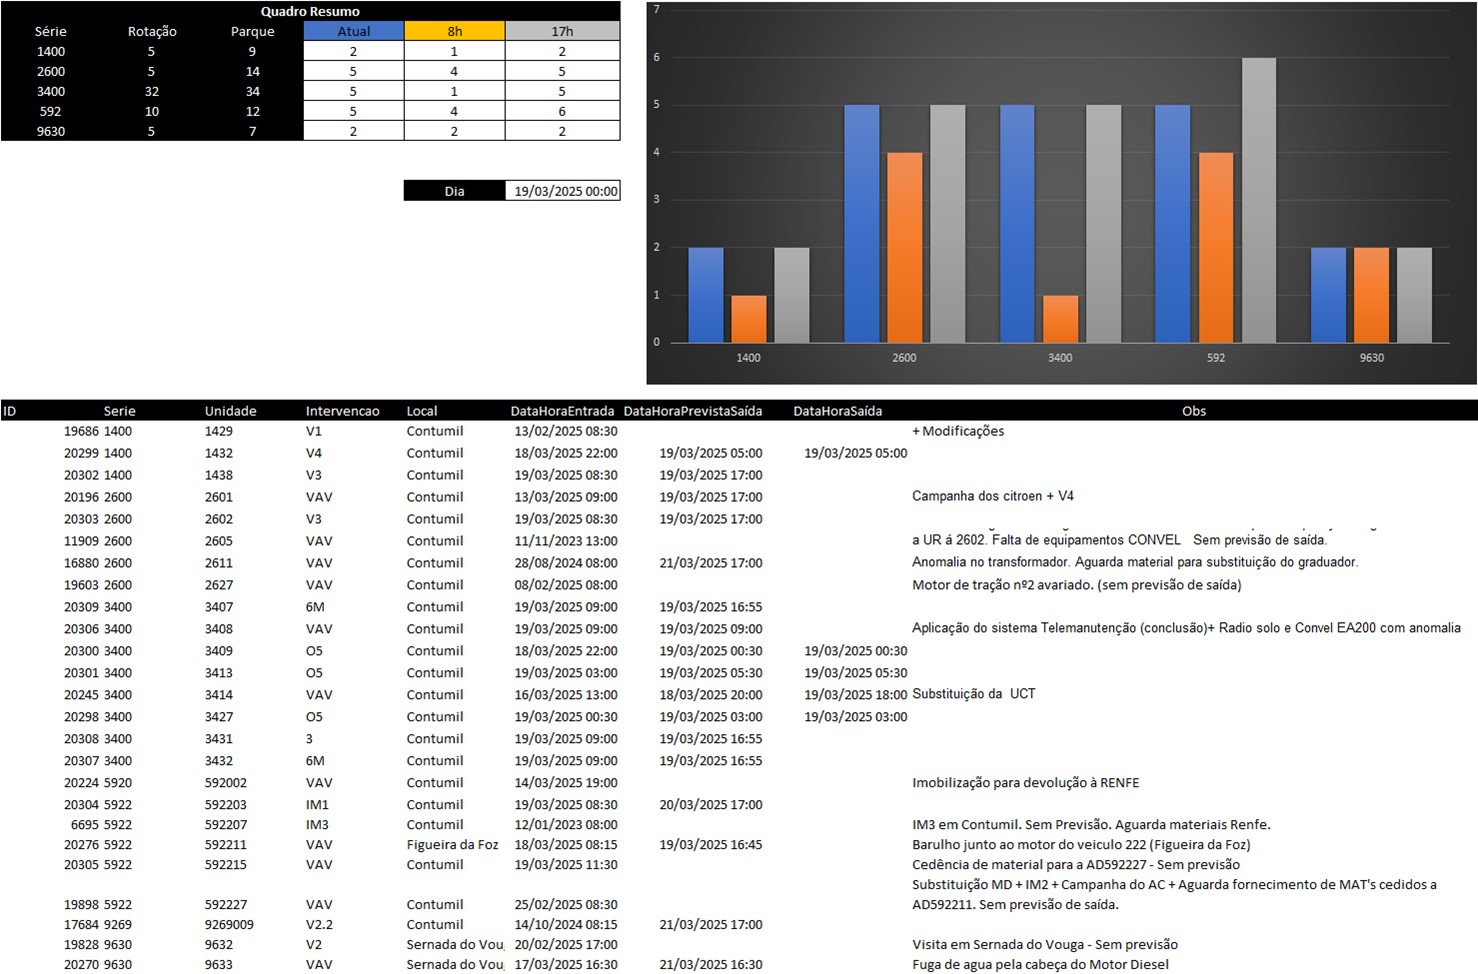 Quadro Resumo
Série Rotação Parque Atual 8h 17h
1400 5 9 2 1 2
2600 5 14 5 4 5
3400 32 34 5 1 5
592 10 12 5 4 6
9630 5 7 2 2 2
Dia 19/03/2025 00:00
7
6
5
4
3
2
1
0
1400 2600 3400 592 9630
ID Serie Unidade Intervencao Local DataHoraEntrada DataHoraPrevistaSaída DataHoraSaída Obs
19686 1400 1429 V1 Contumil 13/02/2025 08:30 + Modificações
20299 1400 1432 V4 Contumil 18/03/2025 22:00 19/03/2025 05:00 19/03/2025 05:00
20302 1400 1438 V3 Contumil 19/03/2025 08:30 19/03/2025 17:00
20196 2600 2601 VAV Contumil 13/03/2025 09:00 19/03/2025 17:00 Campanha dos citroen + V4
20303 2600 2602 V3 Contumil 19/03/2025 08:30 19/03/2025 17:00
11909 2600 2605 VAV Contumil 11/11/2023 13:00 a UR á 2602. Falta de equipamentos CONVEL Sem previsão de saída.
16880 2600 2611 VAV Contumil 28/08/2024 08:00 21/03/2025 17:00 Anomalia no transformador. Aguarda material para substituição do graduador.
19603 2600 2627 VAV Contumil 08/02/2025 08:00 Motor de tração nº2 avariado. (sem previsão de saída)
20309 3400 3407 6M Contumil 19/03/2025 09:00 19/03/2025 16:55
20306 3400 3408 VAV Contumil 19/03/2025 09:00 19/03/2025 09:00 Aplicação do sistema Telemanutenção (conclusão)+ Radio solo e Convel EA200 com anomalia
20300 3400 3409 O5 Contumil 18/03/2025 22:00 19/03/2025 00:30 19/03/2025 00:30
20301 3400 3413 O5 Contumil 19/03/2025 03:00 19/03/2025 05:30 19/03/2025 05:30
20245 3400 3414 VAV Contumil 16/03/2025 13:00 18/03/2025 20:00 19/03/2025 18:00 Substituição da UCT
20298 3400 3427 O5 Contumil 19/03/2025 00:30 19/03/2025 03:00 19/03/2025 03:00
20308 3400 3431 3 Contumil 19/03/2025 09:00 19/03/2025 16:55
20307 3400 3432 6M Contumil 19/03/2025 09:00 19/03/2025 16:55
20224 5920 592002 VAV Contumil 14/03/2025 19:00 Imobilização para devolução à RENFE
20304 5922 592203 IM1 Contumil 19/03/2025 08:30 20/03/2025 17:00
6695 5922 592207 IM3 Contumil 12/01/2023 08:00 IM3 em Contumil. Sem Previsão. Aguarda materiais Renfe.
20276 5922 592211 VAV Figueira da Foz 18/03/2025 08:15 19/03/2025 16:45 Barulho junto ao motor do veiculo 222 (Figueira da Foz)
20305 5922 592215 VAV Contumil 19/03/2025 11:30 Cedência de material para a AD592227 - Sem previsão
Substituição MD + IM2 + Campanha do AC + Aguarda fornecimento de MAT's cedidos a
19898 5922 592227 VAV Contumil 25/02/2025 08:30 AD592211. Sem previsão de saída.
17684 9269 9269009 V2.2 Contumil 14/10/2024 08:15 21/03/2025 17:00
19828 9630 9632 V2 Sernada do Vou 20/02/2025 17:00 Visita em Sernada do Vouga - Sem previsão
20270 9630 9633 VAV Sernada do Vou 17/03/2025 16:30 21/03/2025 16:30 Fuga de agua pela cabeça do Motor Diesel